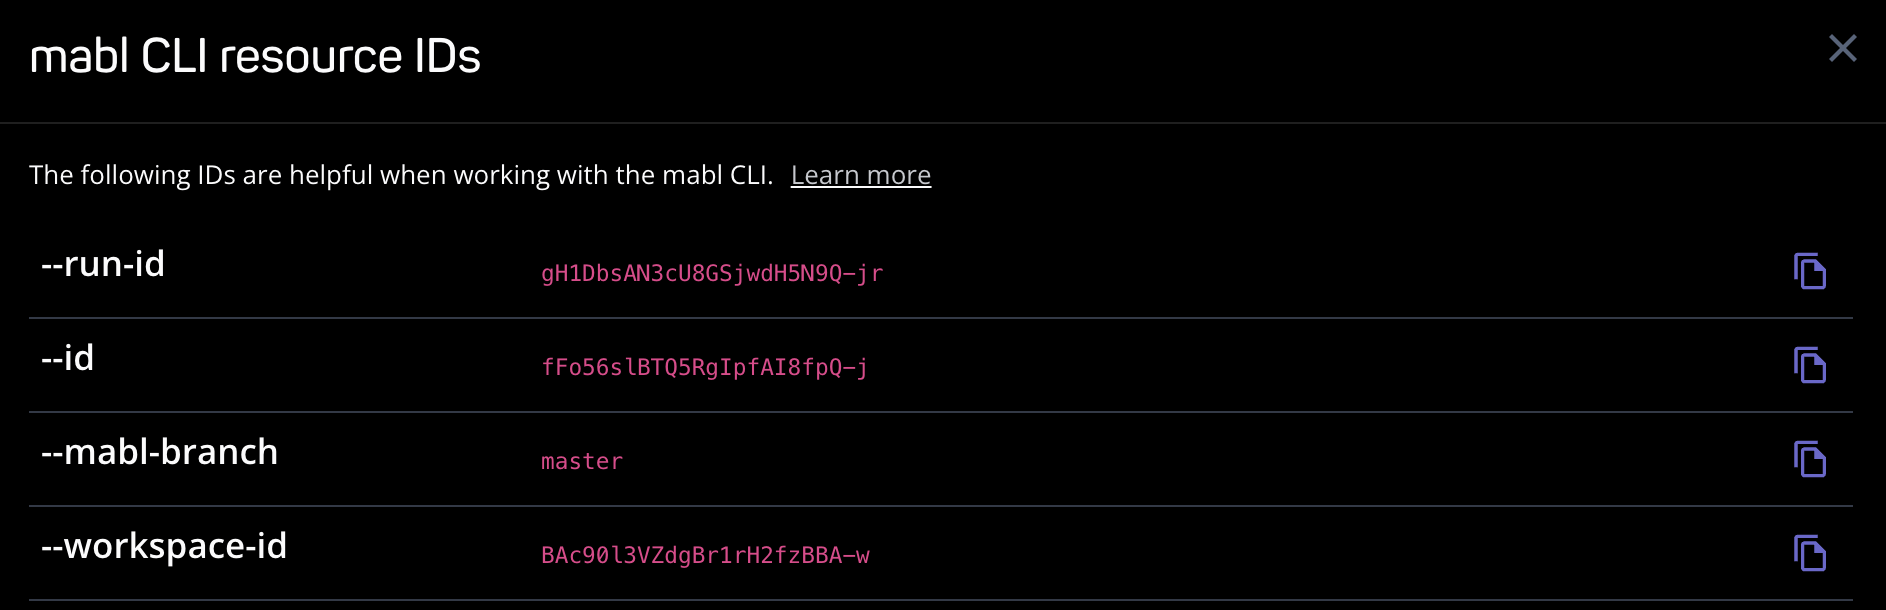 mabl CLI resource IDs
The following IDs are helpful when working with the mabl CLI. Learn more
--run-id gH1DbsAN3cU8GSjwdH5N9Q-jr
--id fFo56slBTQ5RgIpfAI8fpQ-j
--mabl-branch master
--workspace-id BAc90l3VZdgBr1rH2fzBBA-w